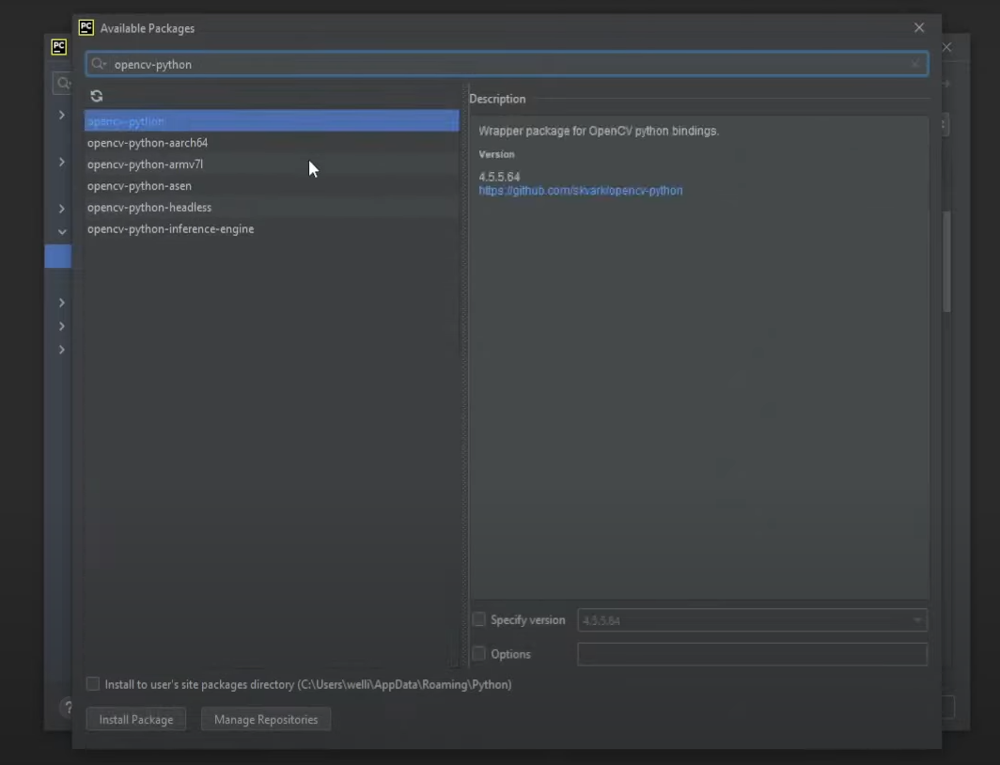 PC Available Packages
PC
opencv-python
Description
opencv-python
opencv-python-aarch64
opencv-python-armv7l
opencv-python-asen
opencv-python-headless
opencv-python-inference-engine
Wrapper package for OpenCV python bindings.
Version
4.5.5.64
https://github.com/skvark/opencv-python
Specify version 4.5.5.64
Options
Install to user's site packages directory (C:\Users\welli\AppData\Roaming\Python)
?
Install Package Manage Repositories